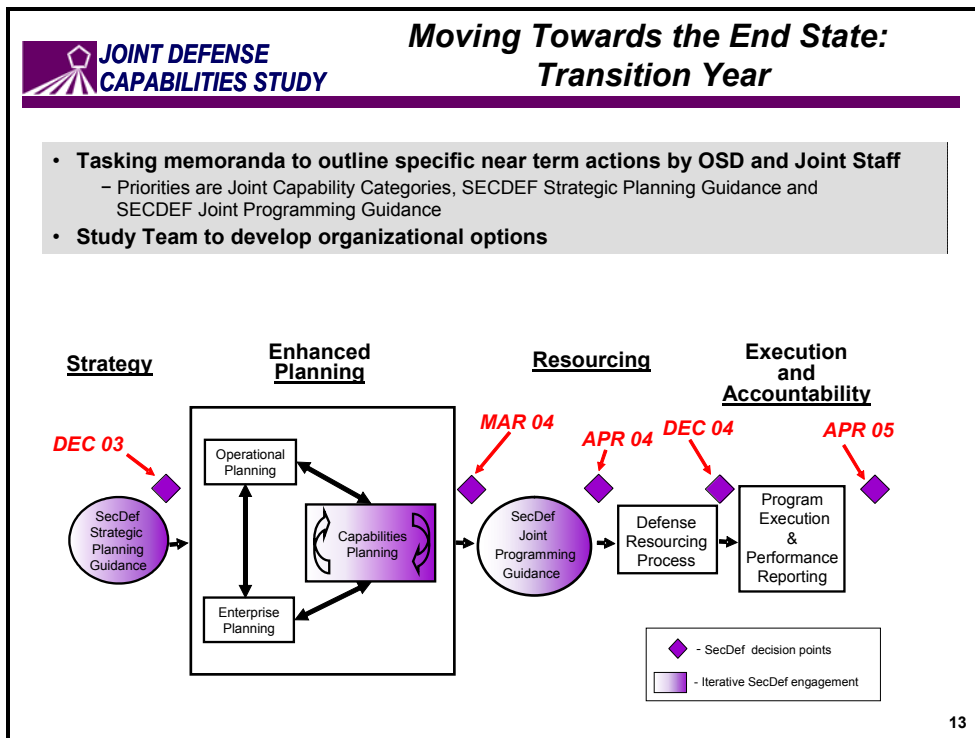 JOINT DEFENSE
CAPABILITIES STUDY
Moving Towards the End State:
Transition Year
• Tasking memoranda to outline specific near term actions by OSD and Joint Staff
− Priorities are Joint Capability Categories, SECDEF Strategic Planning Guidance and
SECDEF Joint Programming Guidance
• Study Team to develop organizational options
Strategy
Enhanced
Planning
Resourcing
Execution
and
Accountability
DEC 03
MAR 04
APR 04
DEC 04
APR 05
SecDef
Strategic
Planning
Guidance
Operational
Planning
Capabilities
Planning
Enterprise
Planning
SecDef
Joint
Programming
Guidance
Defense
Resourcing
Process
Program
Execution
&
Performance
Reporting
- SecDef decision points
- Iterative SecDef engagement
13